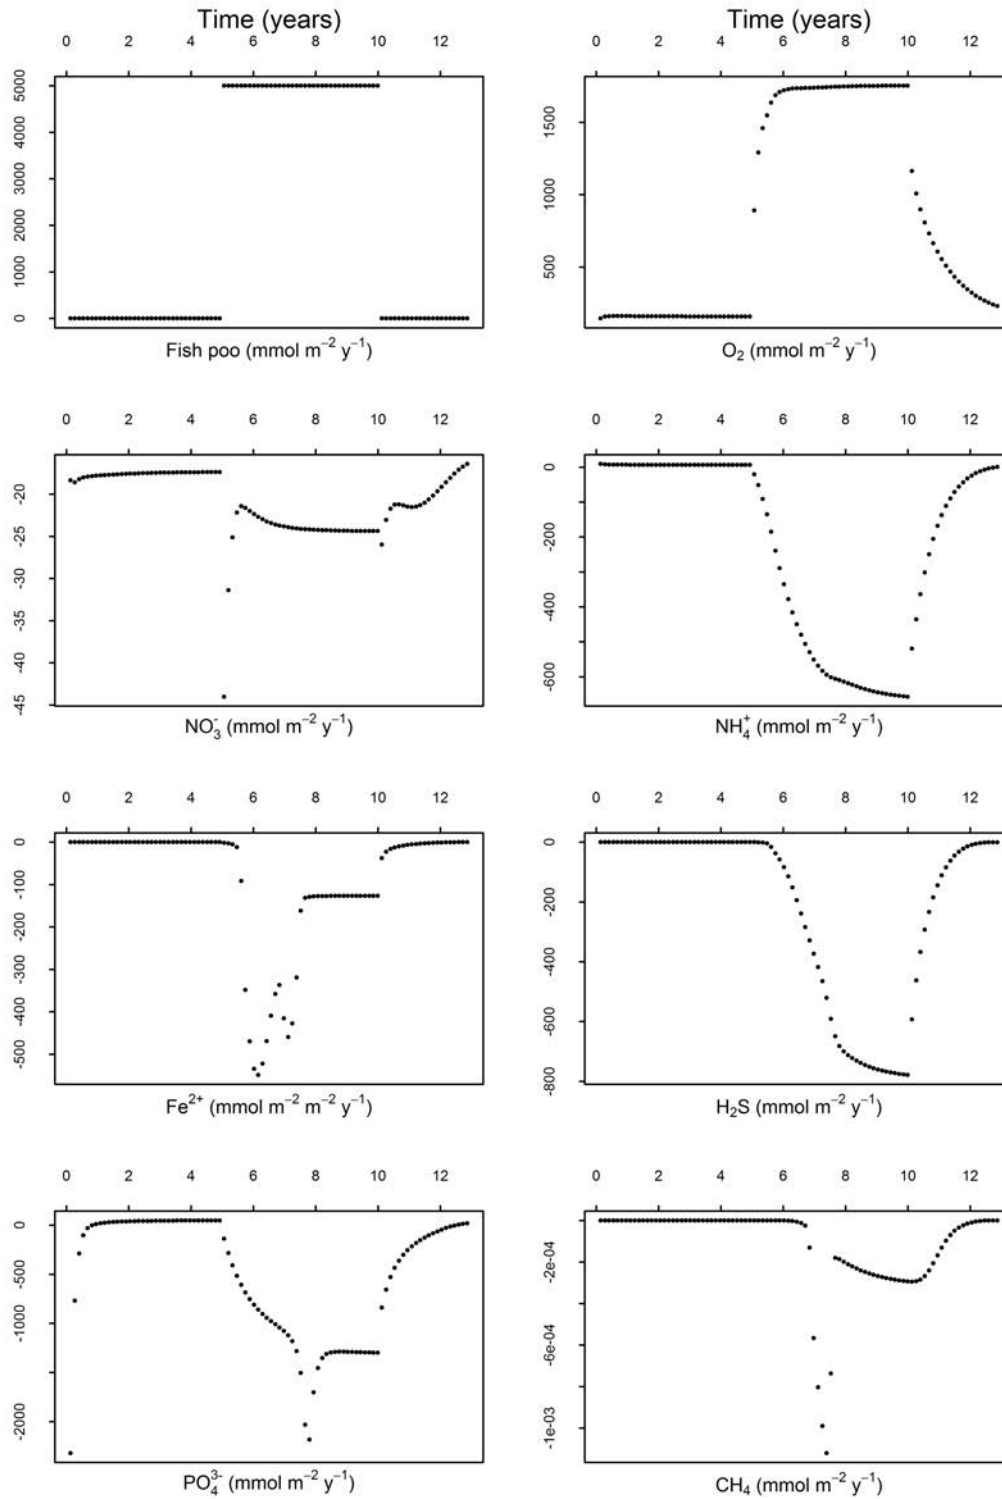 Time (years)
0 2 4 6 8 10 12
0 1000 2000 3000 4000 5000
Fish poo (mmol m⁻² y⁻¹)
Time (years)
0 2 4 6 8 10 12
500 1000 1500
O₂ (mmol m⁻² y⁻¹)
0 2 4 6 8 10 12
-45 -40 -35 -30 -25 -20
NO₃⁻ (mmol m⁻² y⁻¹)
0 2 4 6 8 10 12
-600 -400 -200 0
NH₄⁺ (mmol m⁻² y⁻¹)
0 2 4 6 8 10 12
-500 -400 -300 -200 -100 0
Fe²⁺ (mmol m⁻² m⁻² y⁻¹)
0 2 4 6 8 10 12
-800 -600 -400 -200 0
H₂S (mmol m⁻² y⁻¹)
0 2 4 6 8 10 12
-2000 -1000 -500 0
PO₄³⁻ (mmol m⁻² y⁻¹)
0 2 4 6 8 10 12
-1e-03 -6e-04 -2e-04
CH₄ (mmol m⁻² y⁻¹)